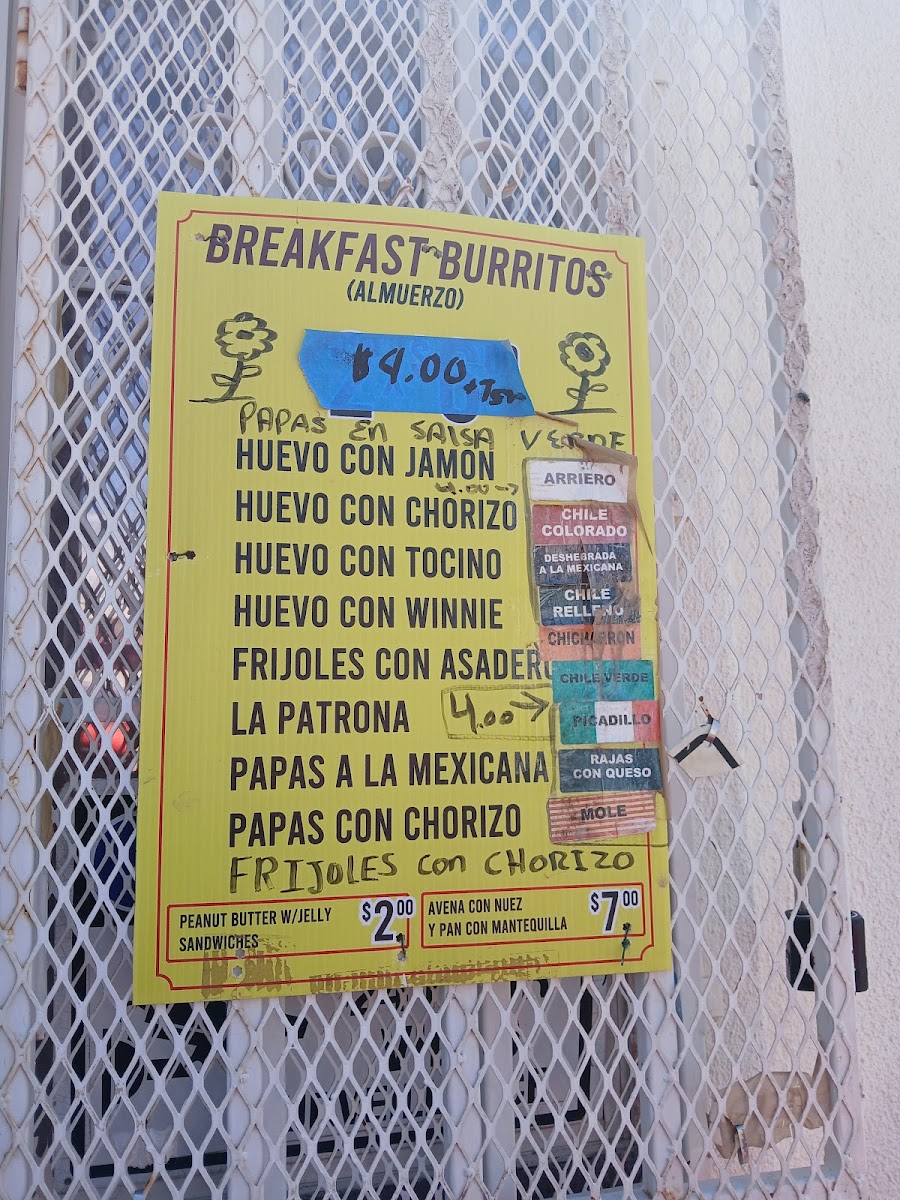 BREAKFAST BURRITOS
(ALMUERZO)
$4.00
PAPAS EN SALSA VERDE
HUEVO CON JAMÓN
4.00 →
HUEVO CON CHORIZO
HUEVO CON TOCINO
HUEVO CON WINNIE
FRIJOLES CON ASADERO
LA PATRONA
PAPAS A LA MEXICANA
PAPAS CON CHORIZO
FRIJOLES CON CHORIZO
4.00 →
ARRIERO
CHILE
COLORADO
DESHEBRADA
A LA MEXICANA
CHILE
RELLENO
CHICHARRON
CHILE VERDE
PICADILLO
RAJAS
CON QUESO
MOLE
PEANUT BUTTER W/JELLY
SANDWICHES
$2.00
AVENA CON NUEZ
Y PAN CON MANTEQUILLA
$7.00